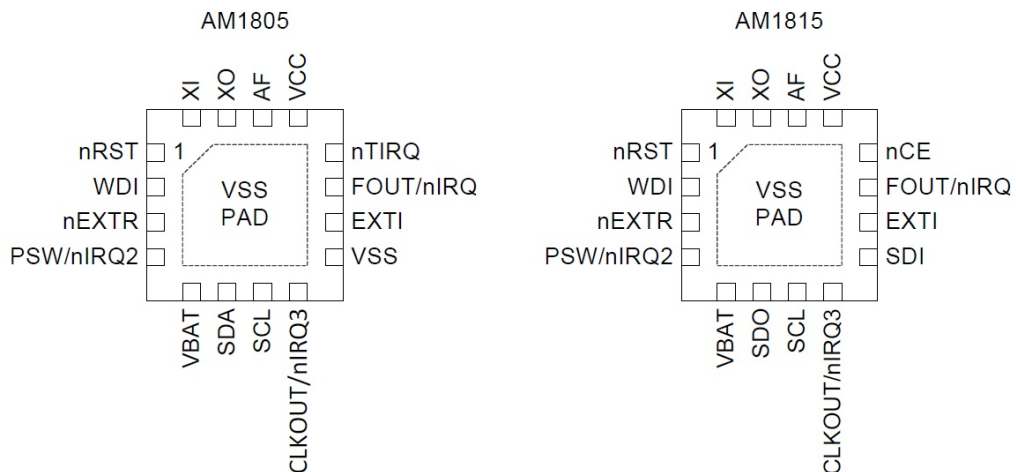 AM1805
AM1815
XI XO AF VCC
XI XO AF VCC
nRST 1 nTIRQ
nRST 1 nCE
WDI VSS FOUT/nIRQ
WDI VSS FOUT/nIRQ
nEXTR PAD EXTI
nEXTR PAD EXTI
PSW/nIRQ2 VSS
PSW/nIRQ2 SDI
VBAT SDA SCL CLKOUT/nIRQ3
VBAT SDO SCL CLKOUT/nIRQ3